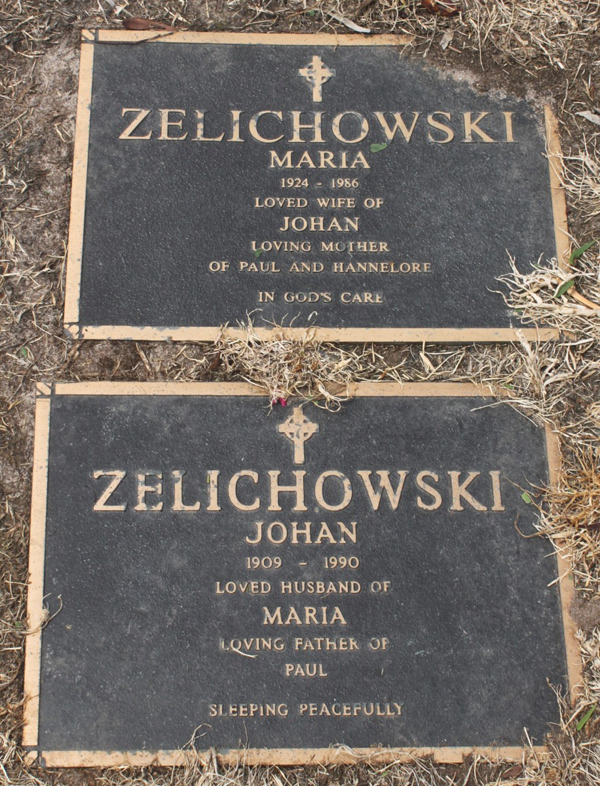 ZELICHOWSKI
MARIA
1924 - 1986
LOVED WIFE OF
JOHAN
LOVING MOTHER
OF PAUL AND HANNELORE
IN GOD'S CARE
ZELICHOWSKI
JOHAN
1909 - 1990
LOVED HUSBAND OF
MARIA
LOVING FATHER OF
PAUL
SLEEPING PEACEFULLY